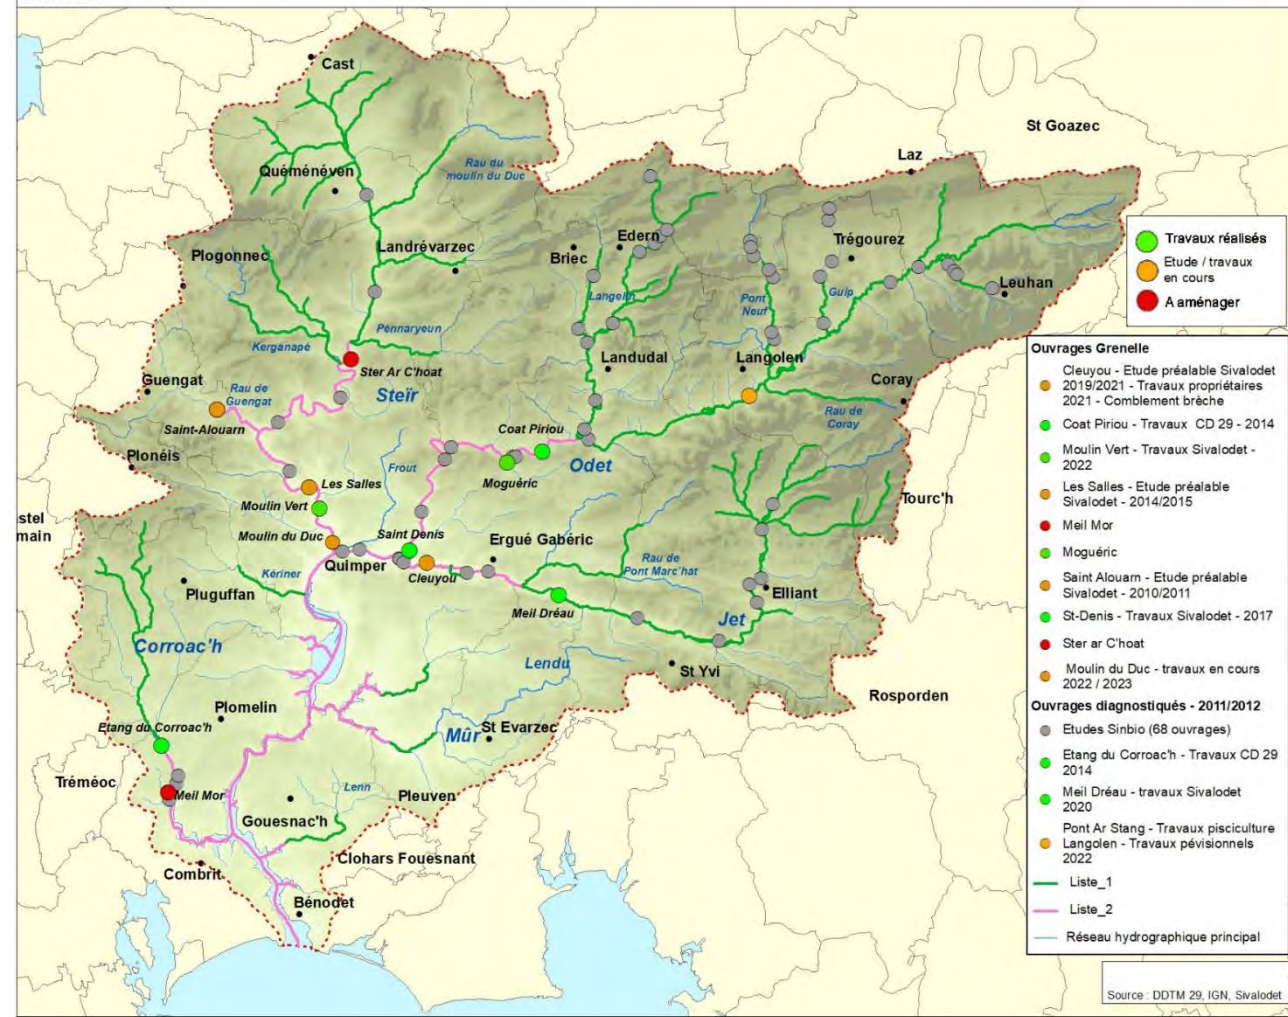 Cast
St Goazec
Laz
Quéménéven
Rau du
moulin du Duc
Plogonnec
Landrévarzec
Briec
Edern
Trégourez
Leuhan
Langelin
Pont
Neuf
Guip
Pennaryeun
Kerganapé
Ster Ar C'hoat
Landudal
Langolen
Guengat
Rau de
Guengat
Steïr
Coray
Rau de
Coray
Saint-Alouarn
Coat Piriou
Plonéis
Frout
Moguéric
Odet
Les Salles
Tourc'h
stel
main
Moulin Vert
Saint Denis
Moulin du Duc
Ergué Gabéric
Quimper
Cleuyou
Rau de
Pont Marc'hat
Kériner
Pluguffan
Elliant
Meil Dréau
Jet
Corroac'h
Lendu
St Yvi
Rosporden
Plomelin
Etang du Corroac'h
Mûr
St Evarzec
Tréméoc
Meil Mor
Lenn
Pleuven
Gouesnac'h
Clohars Fouesnant
Combrit
Bénodet
Travaux réalisés
Etude / travaux
en cours
A aménager
Ouvrages Grenelle
Cleuyou - Etude préalable Sivalodet
2019/2021 - Travaux propriétaires
2021 - Comblement brèche
Coat Piriou - Travaux CD 29 - 2014
Moulin Vert - Travaux Sivalodet -
2022
Les Salles - Etude préalable
Sivalodet - 2014/2015
Meil Mor
Moguéric
Saint Alouarn - Etude préalable
Sivalodet - 2010/2011
St-Denis - Travaux Sivalodet - 2017
Ster ar C'hoat
Moulin du Duc - travaux en cours
2022 / 2023
Ouvrages diagnostiqués - 2011/2012
Etudes Sinbio (68 ouvrages)
Etang du Corroac'h - Travaux CD 29
2014
Meil Dréau - travaux Sivalodet
2020
Pont Ar Stang - Travaux pisciculture
Langolen - Travaux pévisionnels
2022
Liste_1
Liste_2
Réseau hydrographique principal
Source : DDTM 29, IGN, Sivalodet